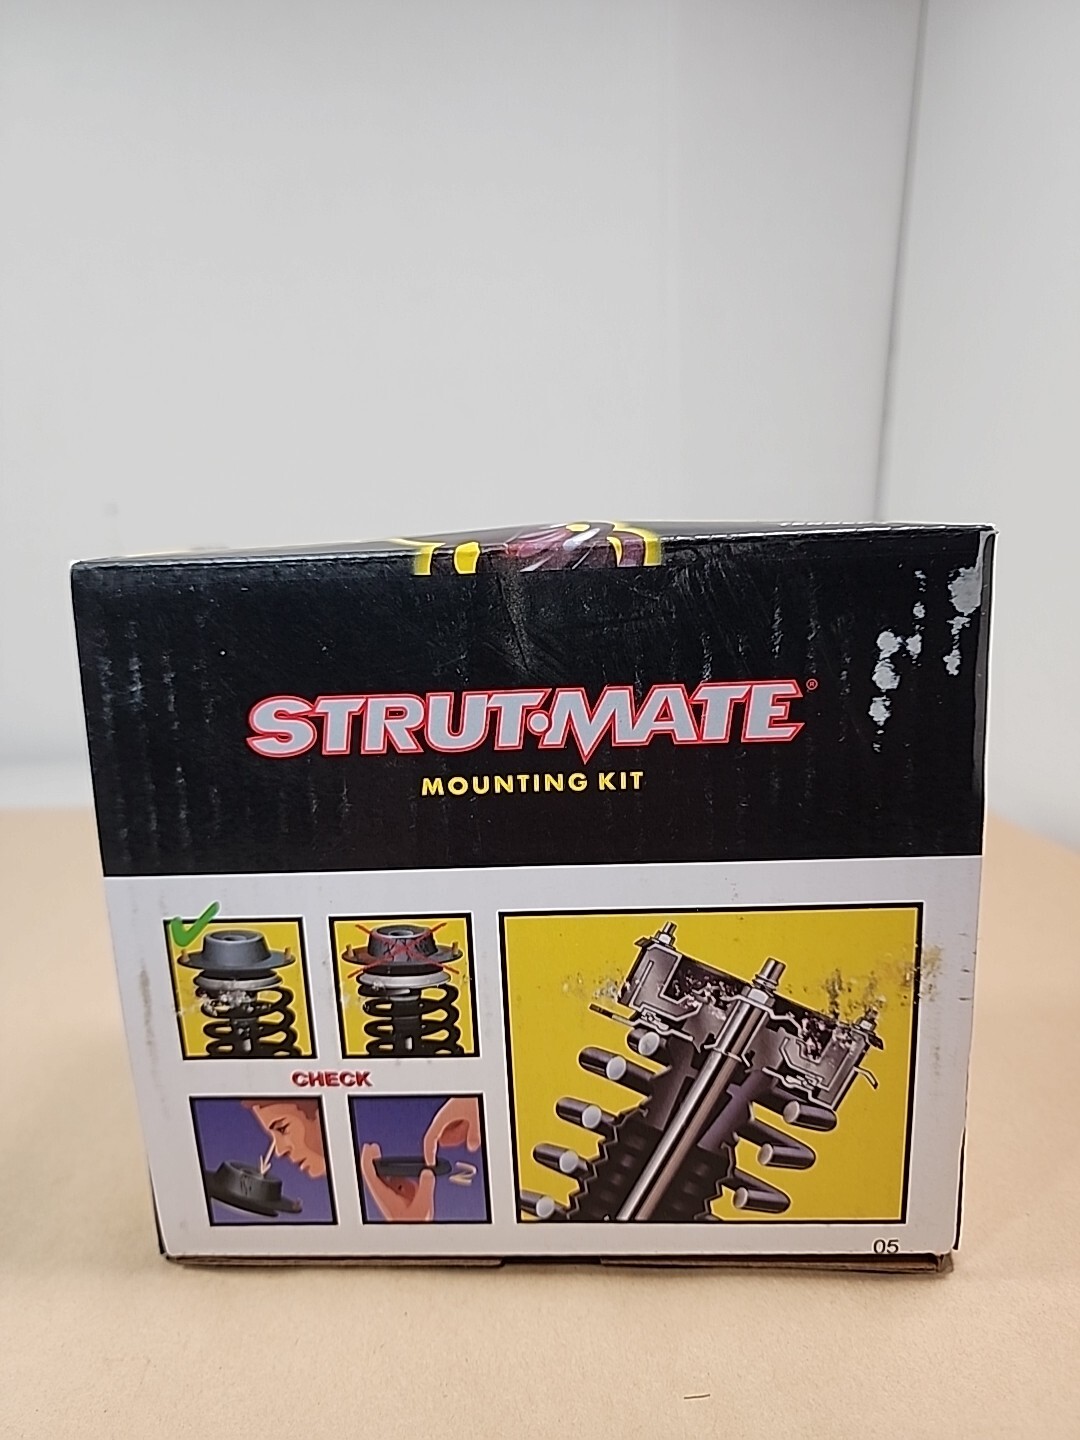 STRUT•MATE®
MOUNTING KIT
CHECK
05